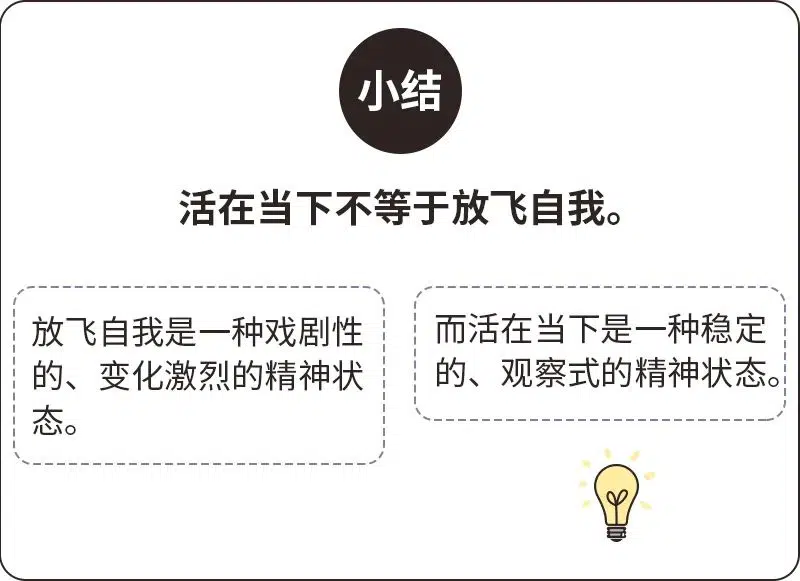 小结
活在当下不等于放飞自我。
放飞自我是一种戏剧性
的、变化激烈的精神状
态。
而活在当下是一种稳定
的、观察式的精神状态。